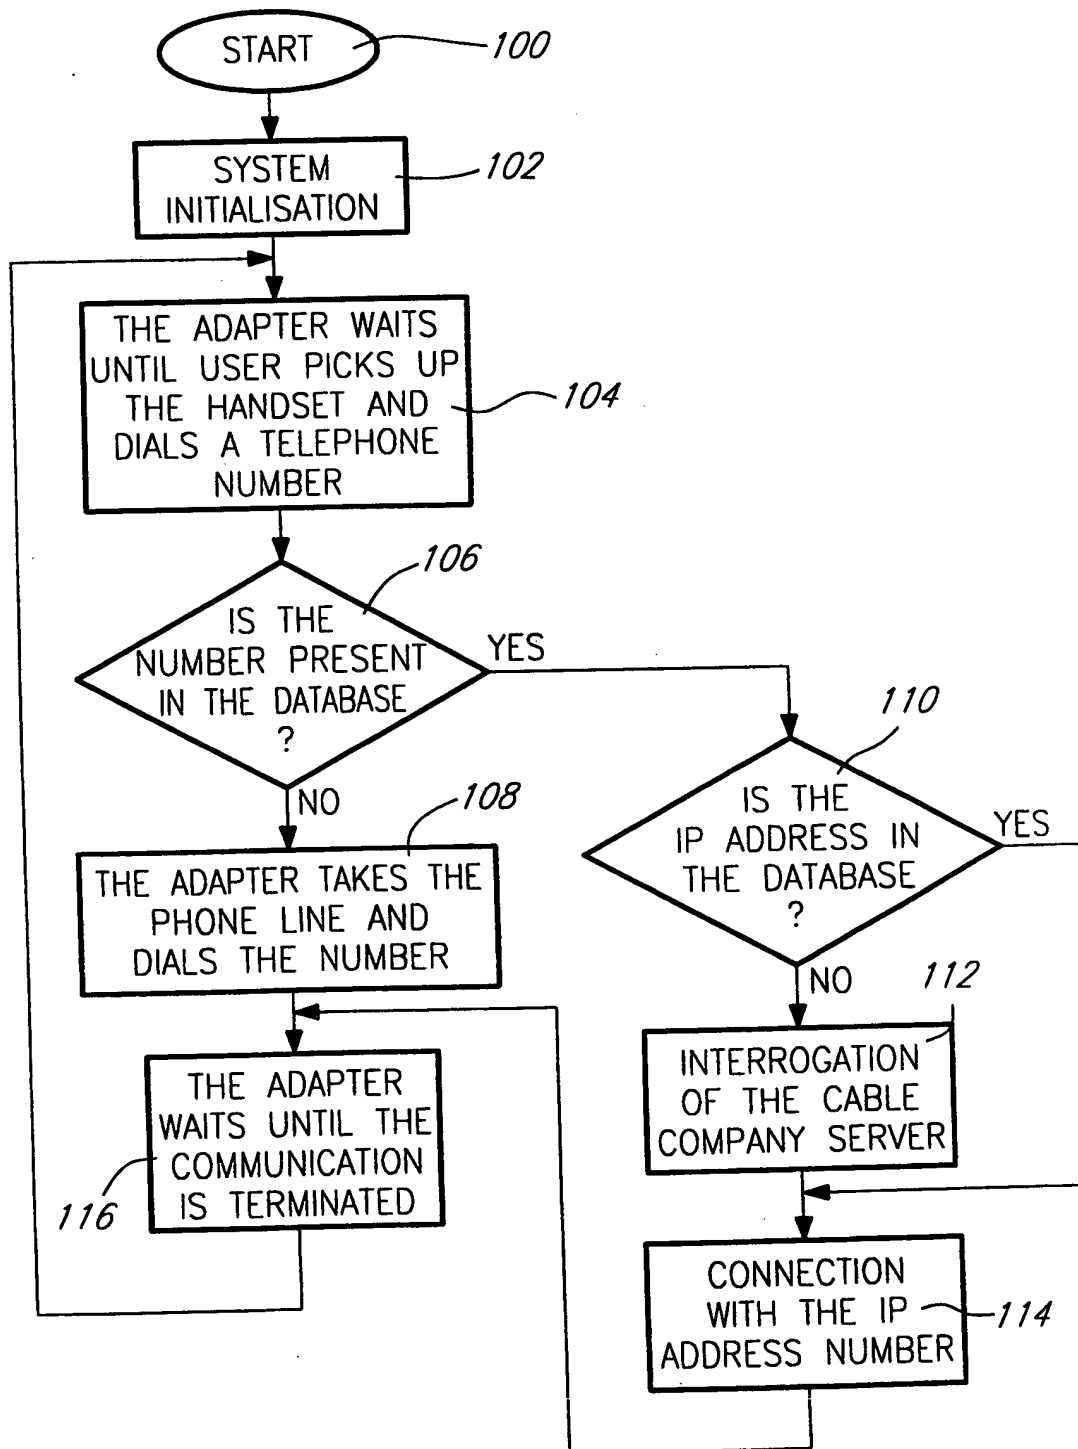 START
100
SYSTEM
INITIALISATION
102
THE ADAPTER WAITS
UNTIL USER PICKS UP
THE HANDSET AND
DIALS A TELEPHONE
NUMBER
104
106
IS THE
NUMBER PRESENT
IN THE DATABASE
?
YES
NO
108
THE ADAPTER TAKES THE
PHONE LINE AND
DIALS THE NUMBER
110
IS THE
IP ADDRESS IN
THE DATABASE
?
YES
NO
112
INTERROGATION
OF THE CABLE
COMPANY SERVER
THE ADAPTER
WAITS UNTIL THE
COMMUNICATION
IS TERMINATED
116
CONNECTION
WITH THE IP
ADDRESS NUMBER
114